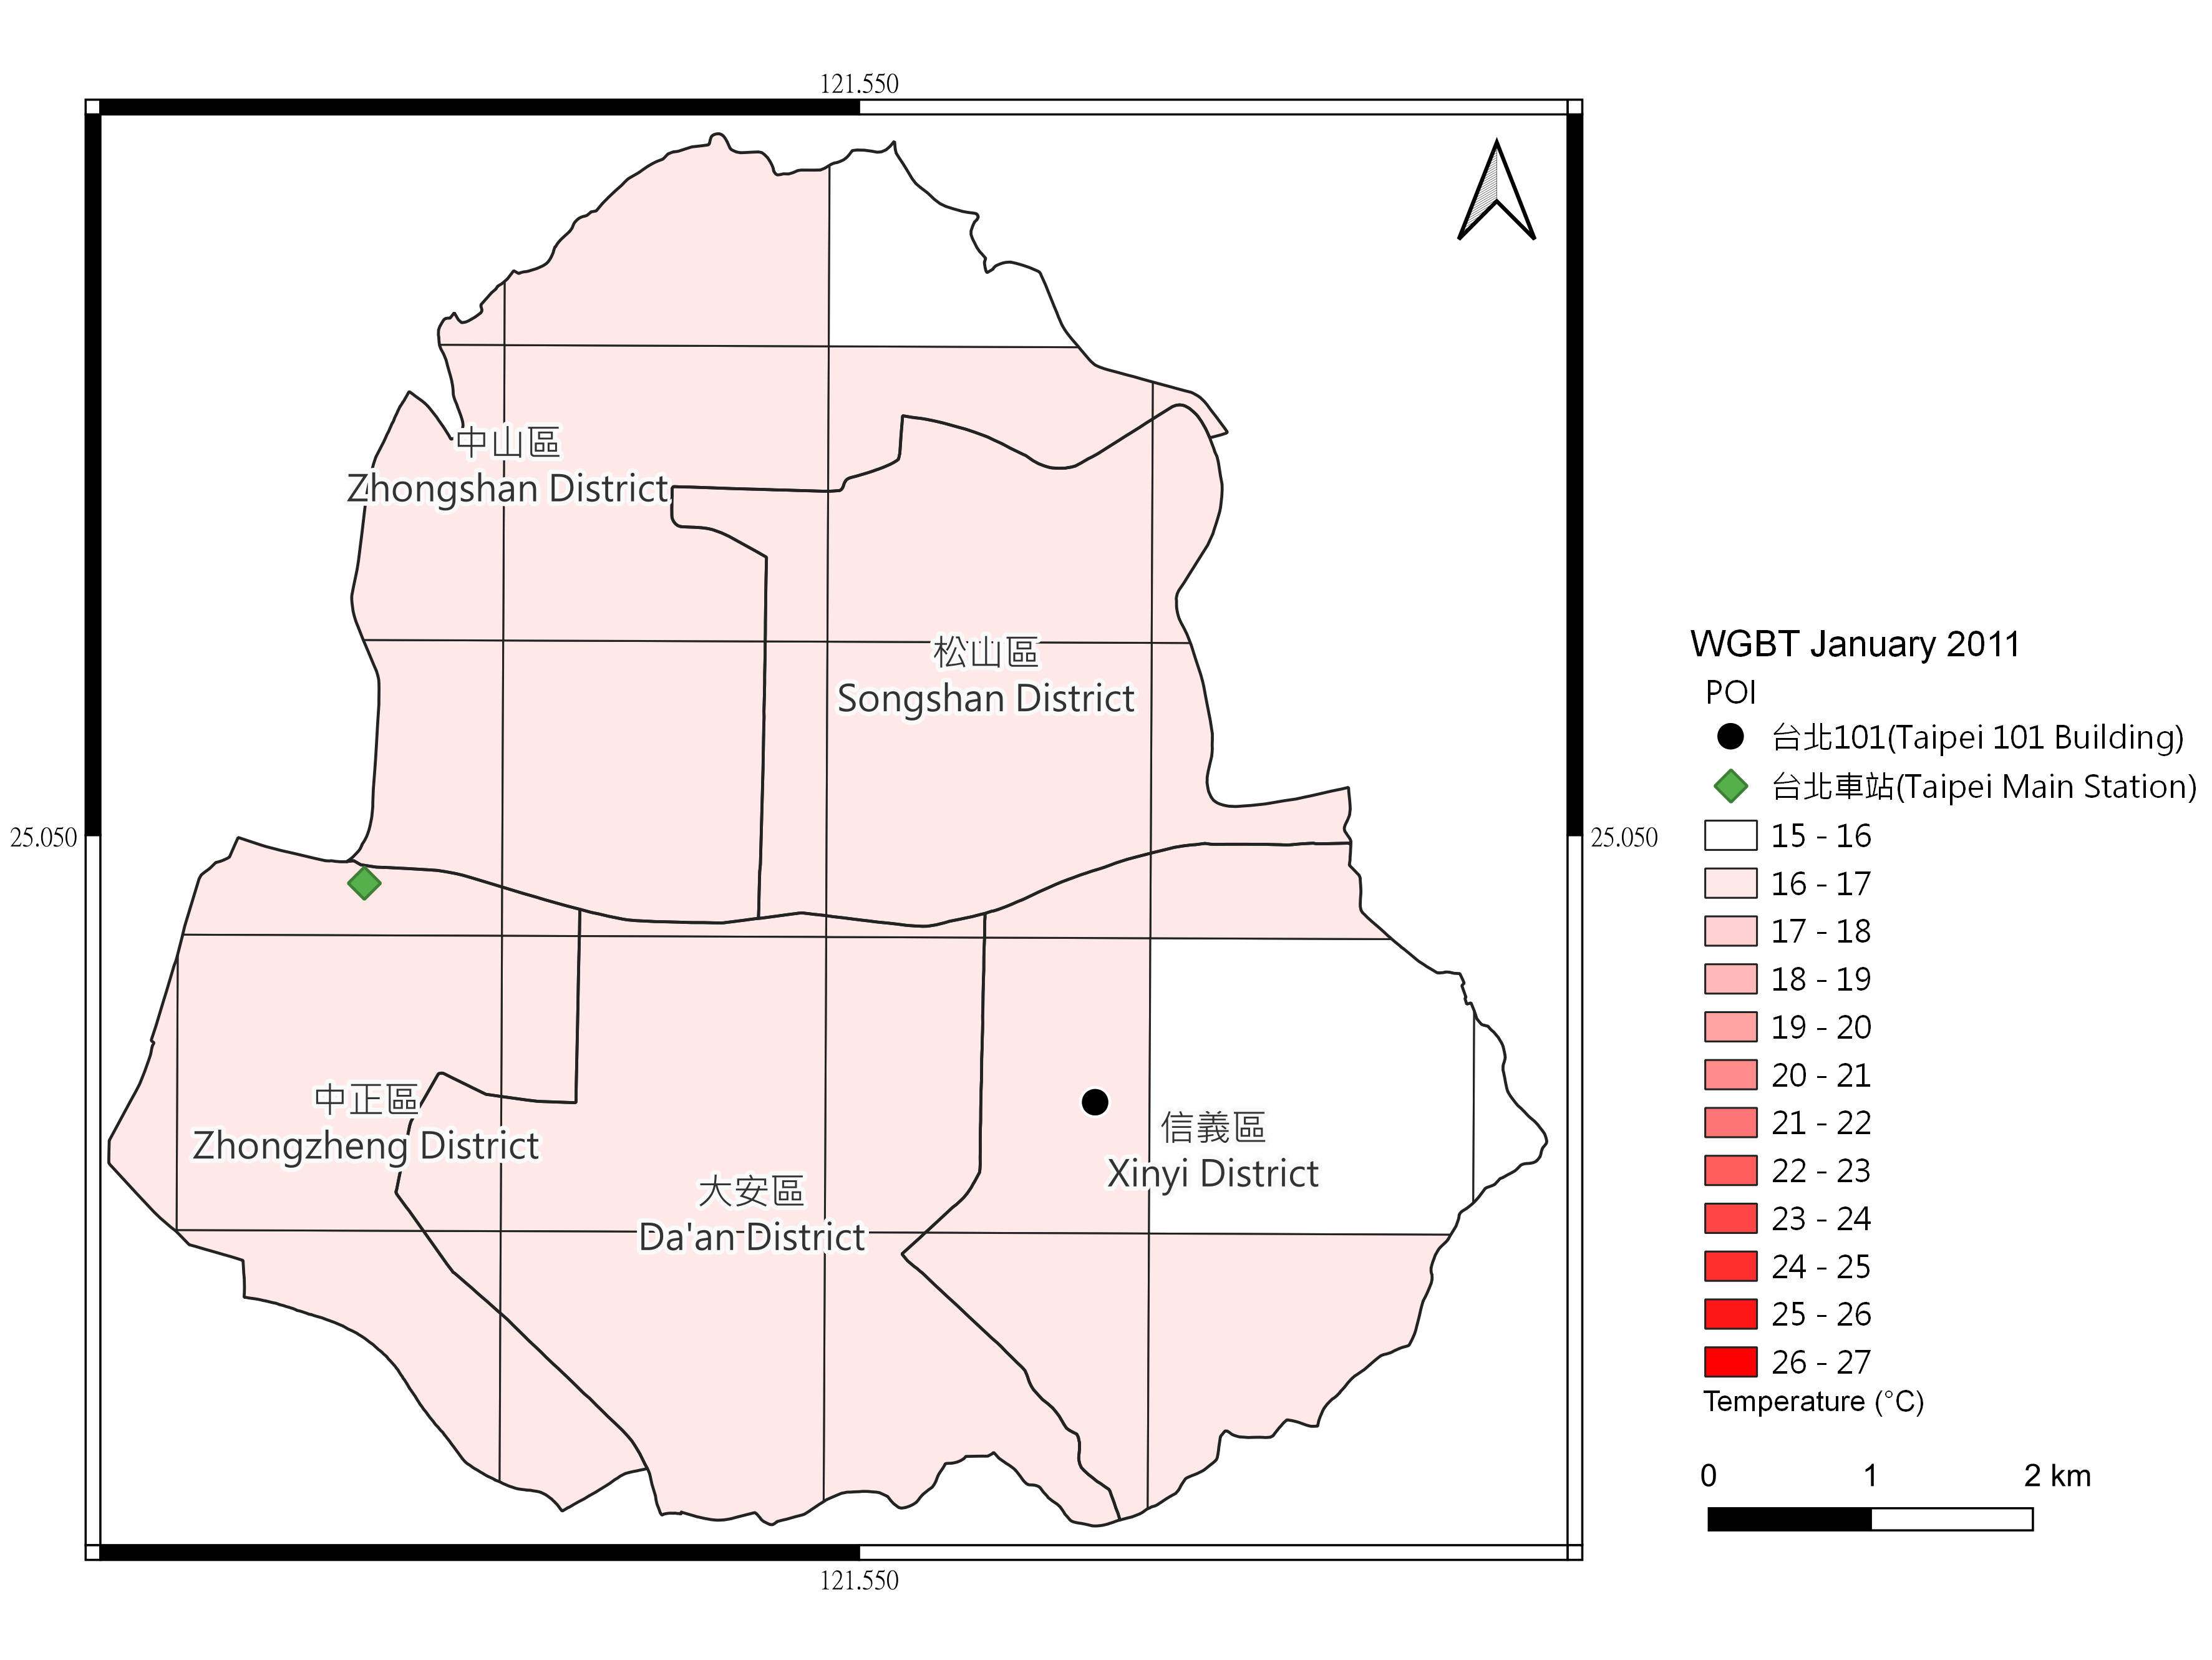 121.550
中山區
Zhongshan District
松山區
Songshan District
25.050
25.050
中正區
Zhongzheng District
大安區
Da'an District
信義區
Xinyi District
121.550
WGBT January 2011
POI
台北101(Taipei 101 Building)
台北車站(Taipei Main Station)
15 - 16
16 - 17
17 - 18
18 - 19
19 - 20
20 - 21
21 - 22
22 - 23
23 - 24
24 - 25
25 - 26
26 - 27
Temperature (°C)
0 1 2 km